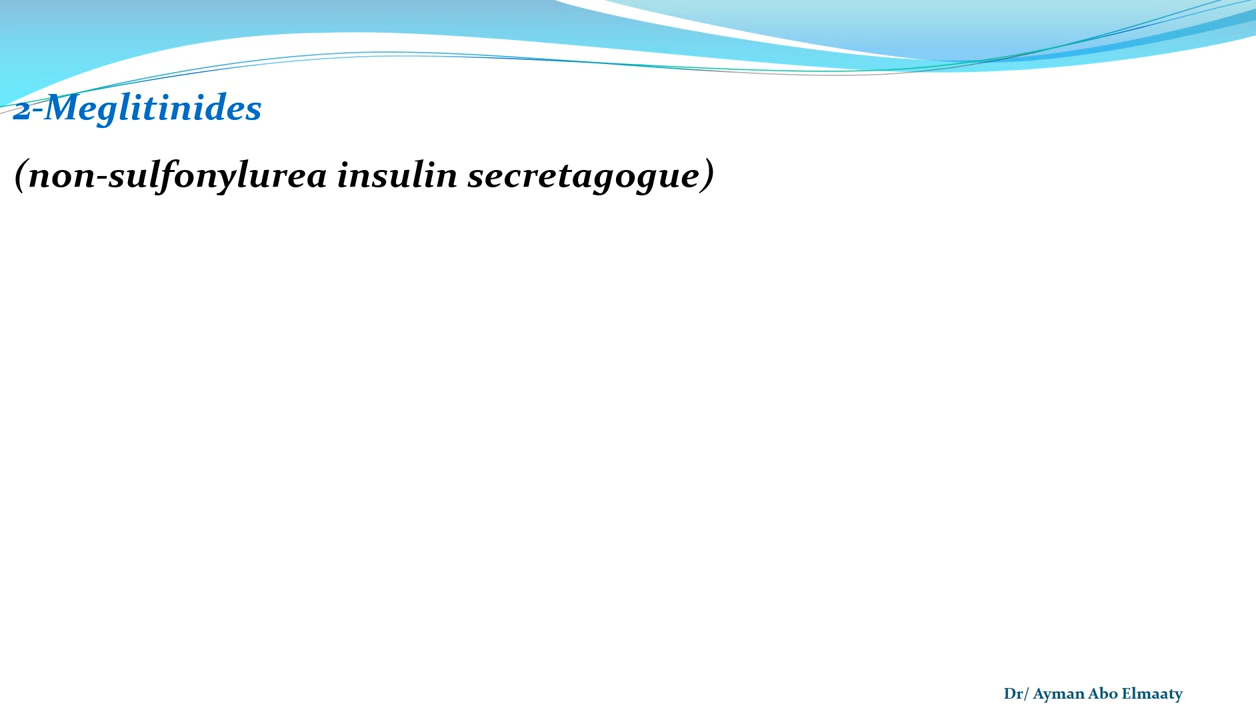 2-Meglitinides
(non-sulfonylurea insulin secretagogue)
Dr/ Ayman Abo Elmaaty